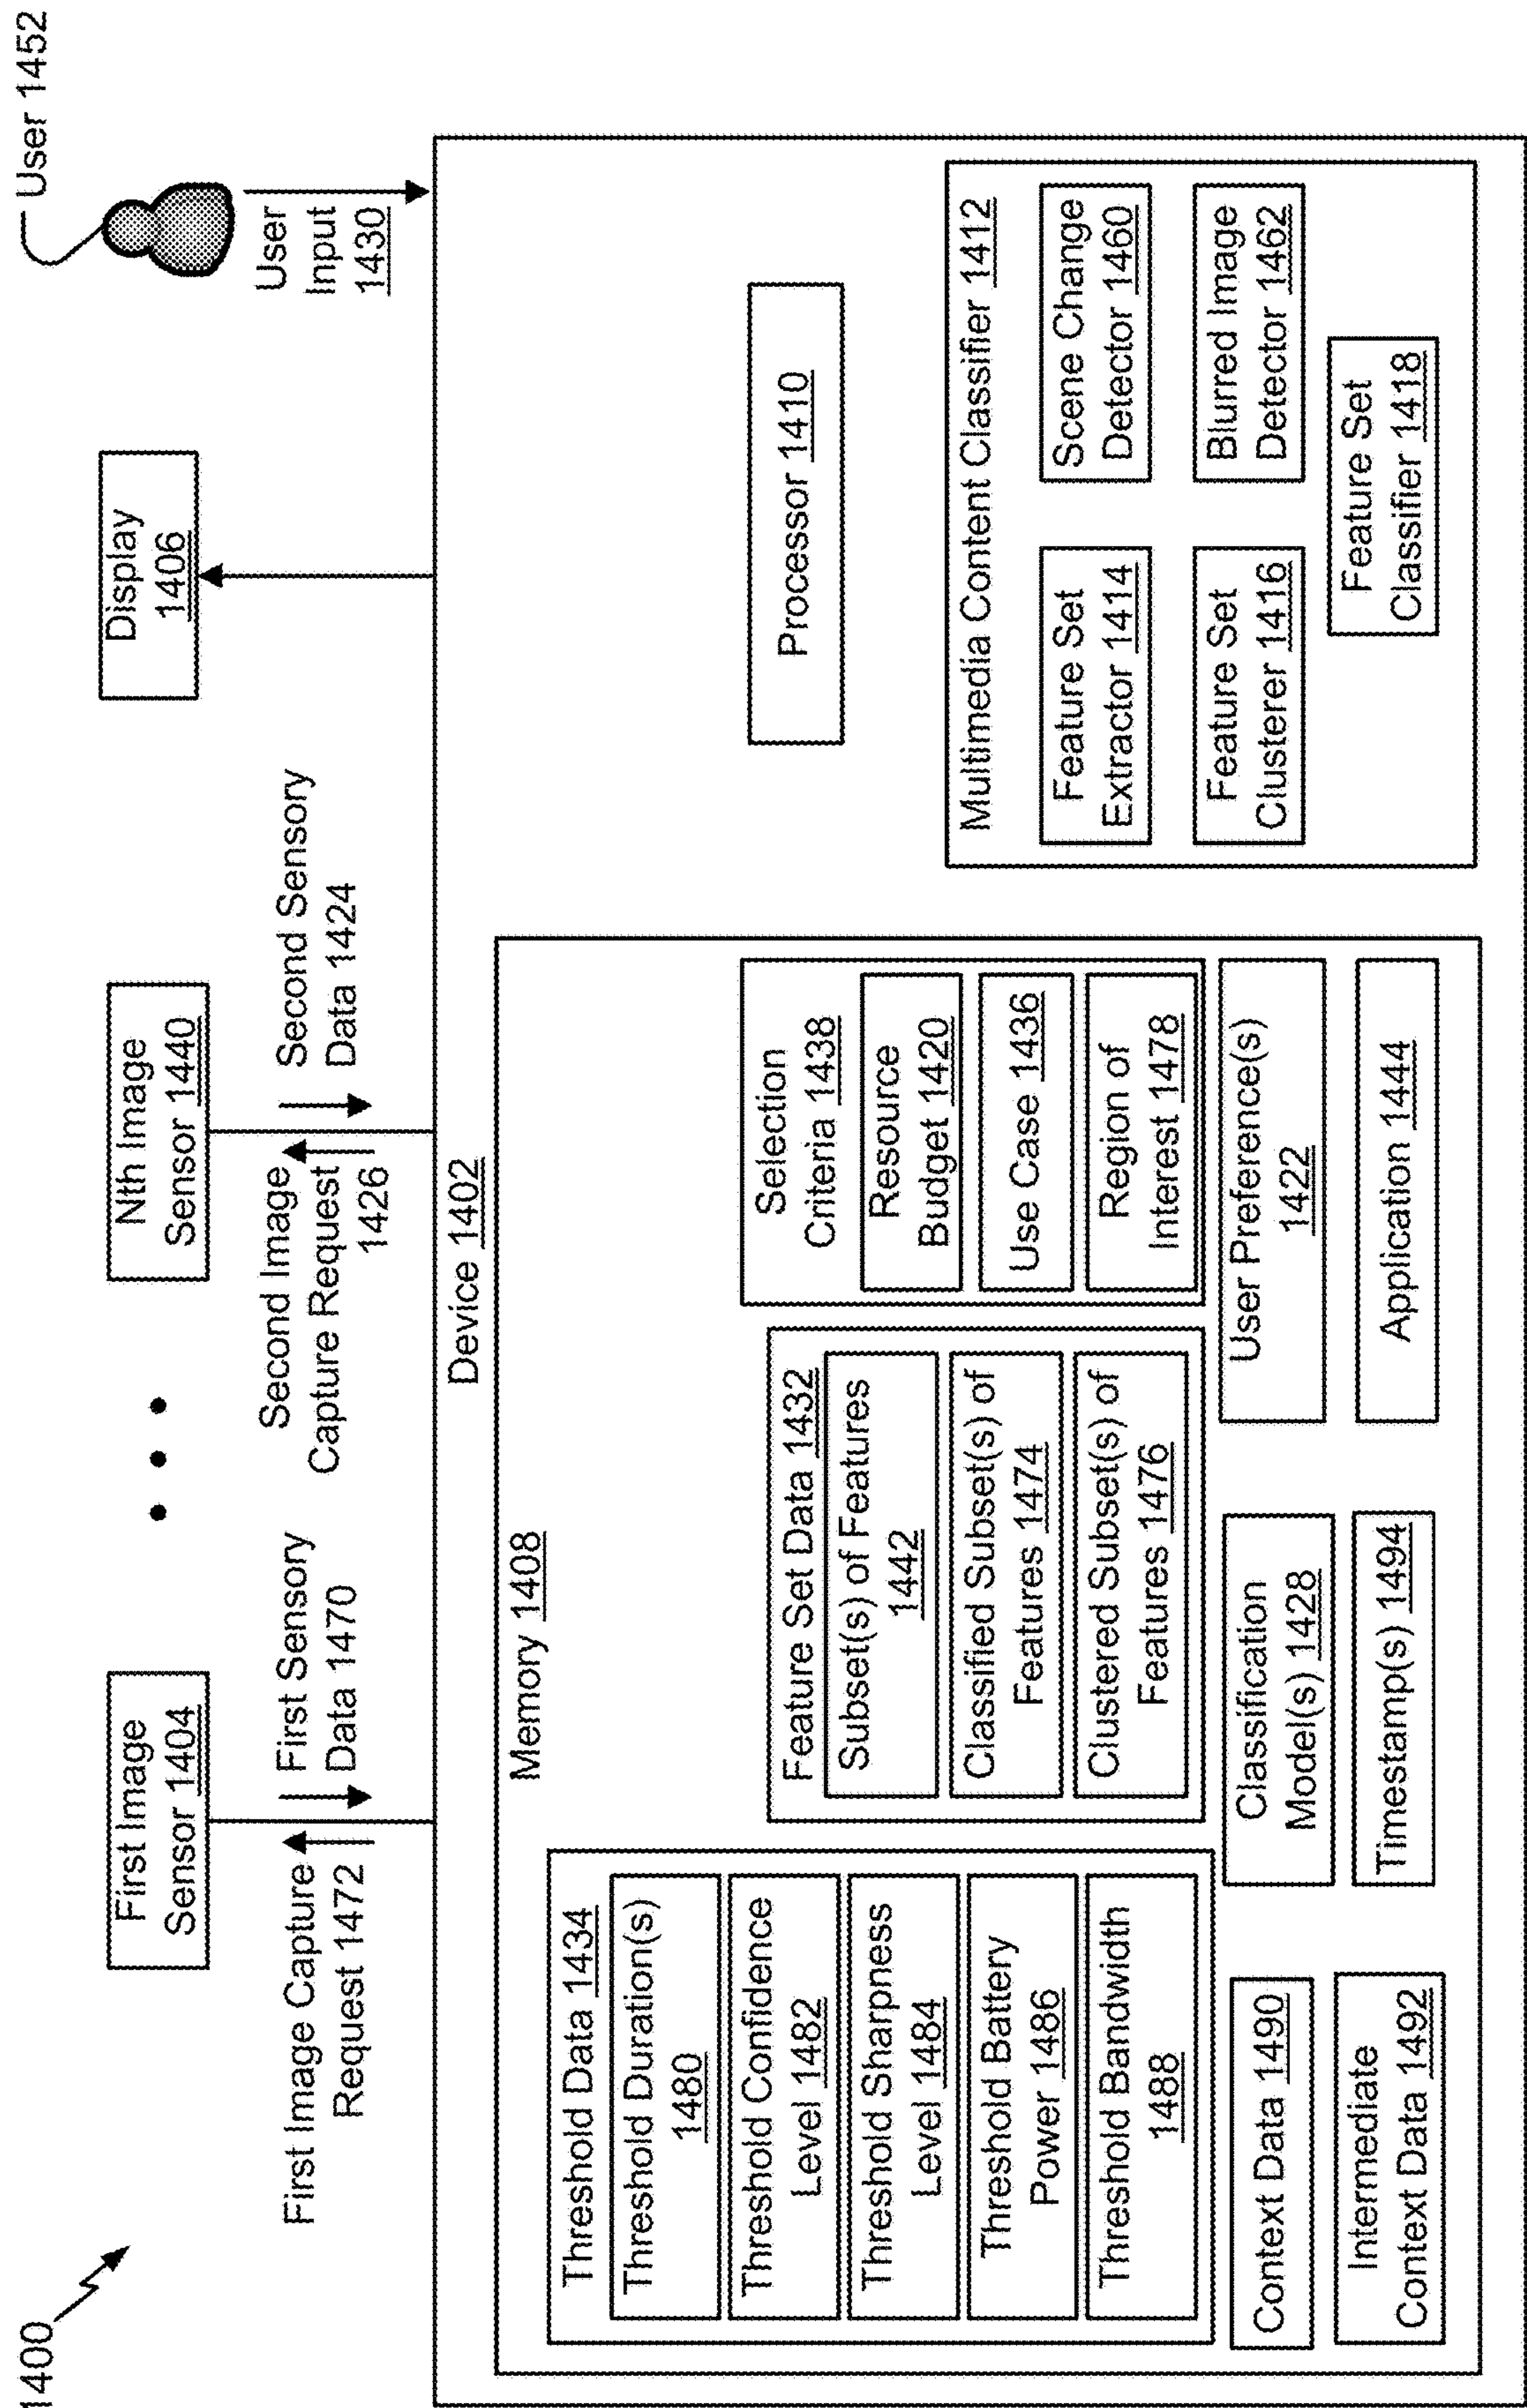 1400
First Image
Sensor 1404
Nth Image
Sensor 1440
Display
1406
User 1452
First Image Capture
Request 1472
First Sensory
Data 1470
Second Image
Capture Request
1426
Second Sensory
Data 1424
User
Input
1430
Device 1402
Memory 1408
Threshold Data 1434
Threshold Duration(s)
1480
Threshold Confidence
Level 1482
Threshold Sharpness
Level 1484
Threshold Battery
Power 1486
Threshold Bandwidth
1488
Context Data 1490
Intermediate
Context Data 1492
Feature Set Data 1432
Subset(s) of Features
1442
Classified Subset(s) of
Features 1474
Clustered Subset(s) of
Features 1476
Classification
Model(s) 1428
Timestamp(s) 1494
Selection
Criteria 1438
Resource
Budget 1420
Use Case 1436
Region of
Interest 1478
User Preference(s)
1422
Application 1444
Processor 1410
Multimedia Content Classifier 1412
Feature Set
Extractor 1414
Scene Change
Detector 1460
Feature Set
Clusterer 1416
Blurred Image
Detector 1462
Feature Set
Classifier 1418